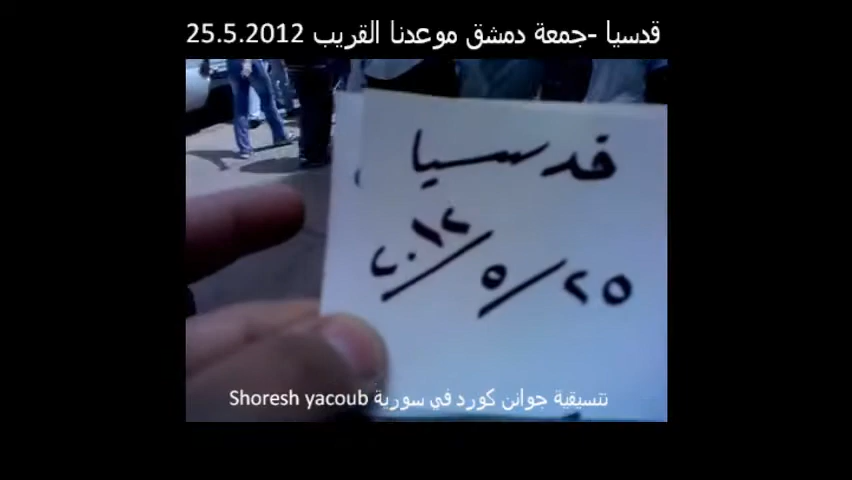 قدسيا -جمعة دمشق موعدنا القريب 25.5.2012
قدسيا
٢٥/٥/٢٠١٢
تنسيقية جوانن كورد في سورية Shoresh yacoub